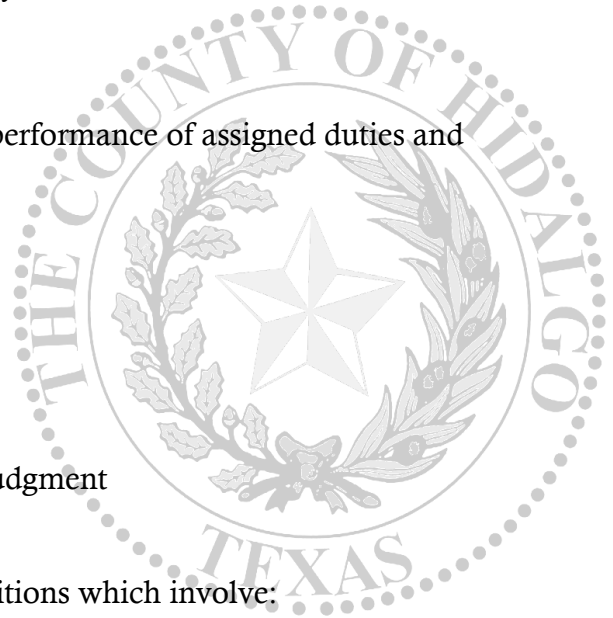 THE COUNTY OF HIDALGO
performance of assigned duties and
udgment
TEXAS
itions which involve: